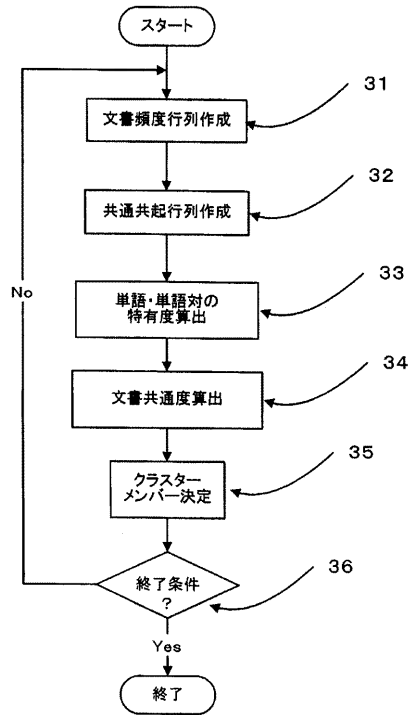 スタート
31
文書頻度行列作成
32
共通共起行列作成
33
単語・単語対の
特有度算出
No
34
文書共通度算出
35
クラスター
メンバー決定
36
終了条件
?
Yes
終了